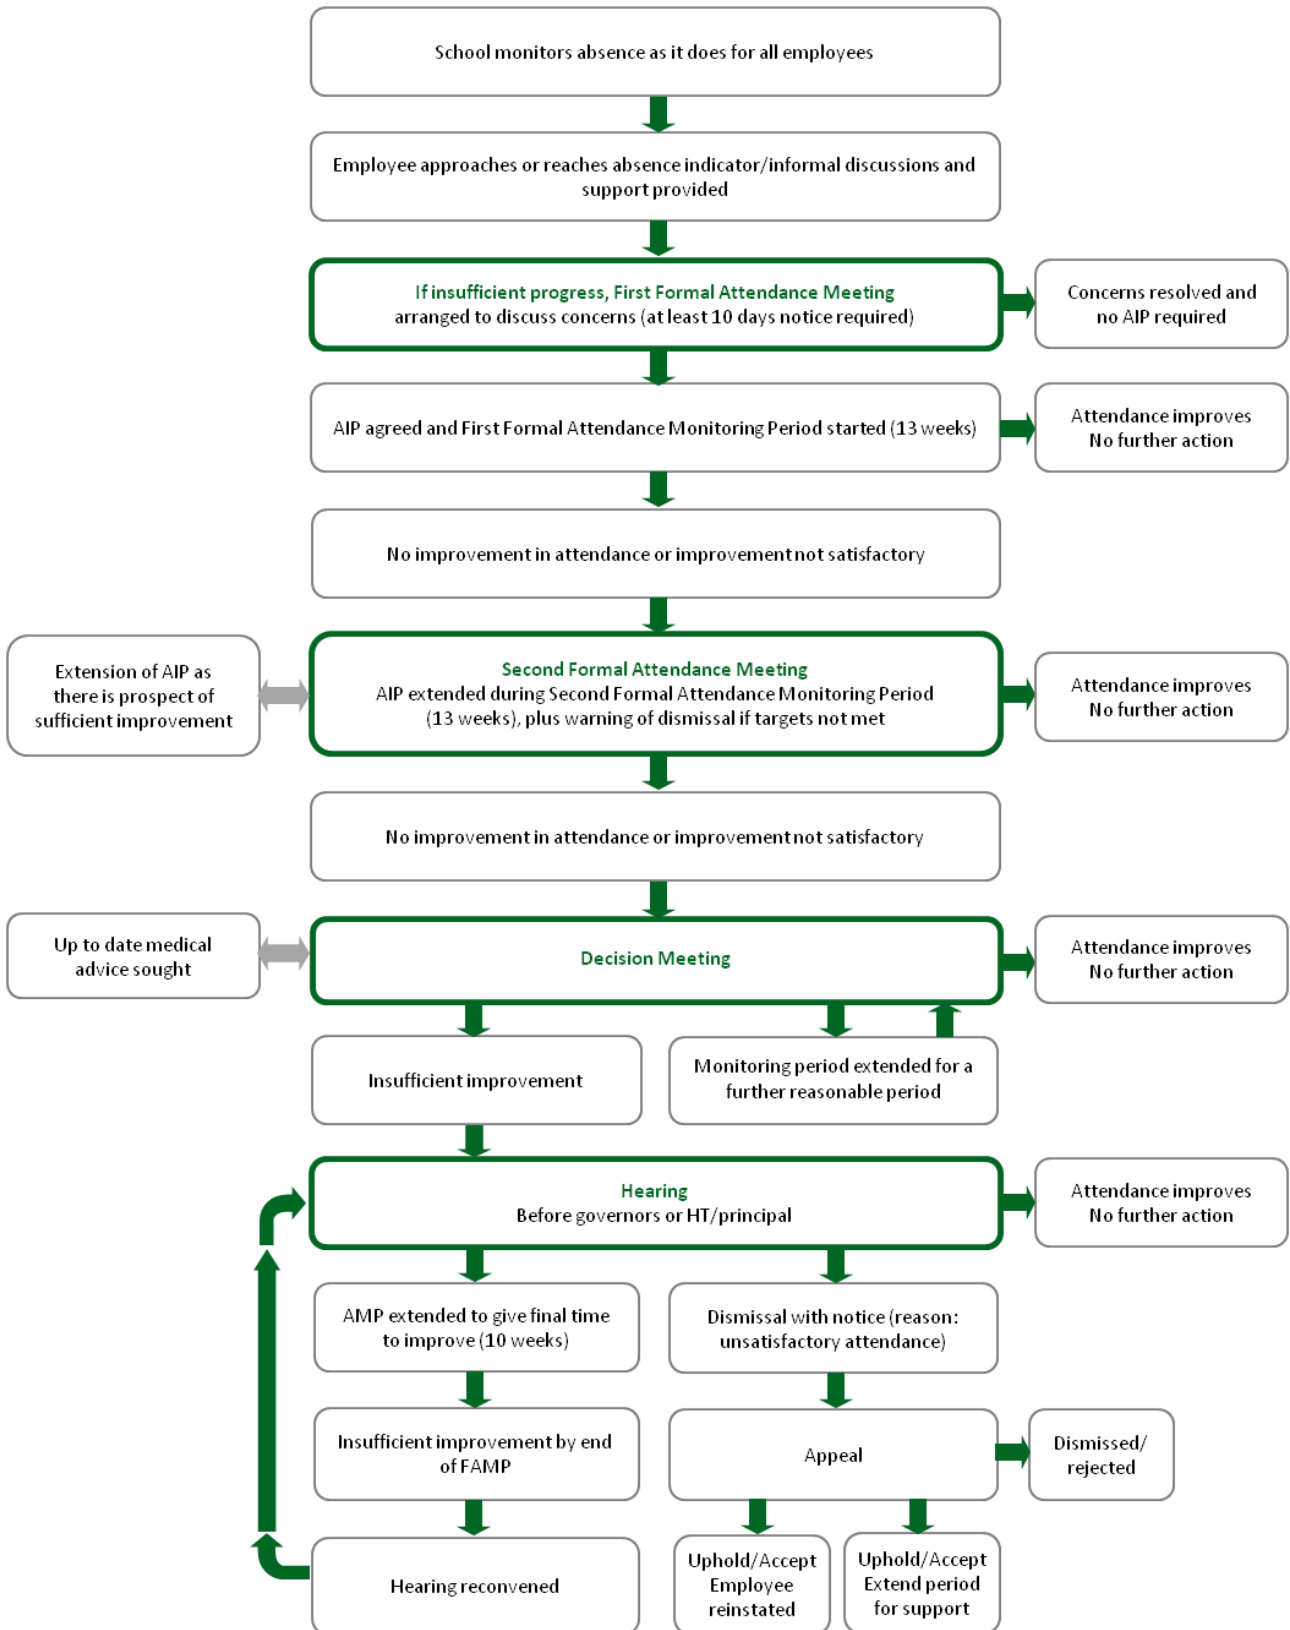 School monitors absence as it does for all employees
Employee approaches or reaches absence indicator/informal discussions and
support provided
If insufficient progress, First Formal Attendance Meeting
arranged to discuss concerns (at least 10 days notice required)
Concerns resolved and
no AIP required
AIP agreed and First Formal Attendance Monitoring Period started (13 weeks)
Attendance improves
No further action
No improvement in attendance or improvement not satisfactory
Extension of AIP as
there is prospect of
sufficient improvement
Second Formal Attendance Meeting
AIP extended during Second Formal Attendance Monitoring Period
(13 weeks), plus warning of dismissal if targets not met
Attendance improves
No further action
No improvement in attendance or improvement not satisfactory
Up to date medical
advice sought
Decision Meeting
Attendance improves
No further action
Insufficient improvement
Monitoring period extended for a
further reasonable period
Hearing
Before governors or HT/principal
Attendance improves
No further action
AMP extended to give final time
to improve (10 weeks)
Dismissal with notice (reason:
unsatisfactory attendance)
Insufficient improvement by end
of FAMP
Appeal
Dismissed/
rejected
Hearing reconvened
Uphold/Accept
Employee
reinstated
Uphold/Accept
Extend period
for support